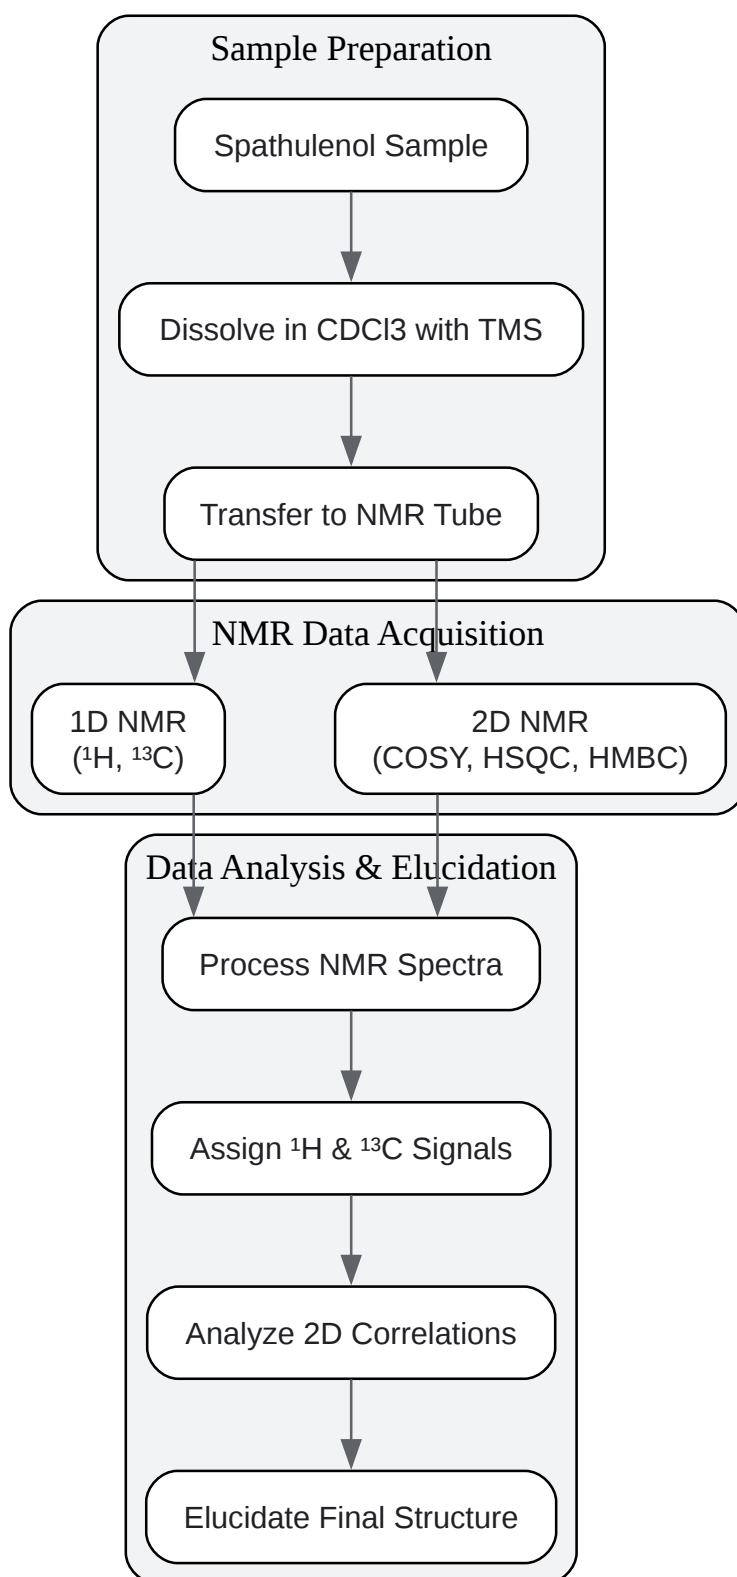 Sample Preparation
Spathulenol Sample
Dissolve in CDCl3 with TMS
Transfer to NMR Tube
NMR Data Acquisition
1D NMR
(¹H, ¹³C)
2D NMR
(COSY, HSQC, HMBC)
Data Analysis & Elucidation
Process NMR Spectra
Assign ¹H & ¹³C Signals
Analyze 2D Correlations
Elucidate Final Structure